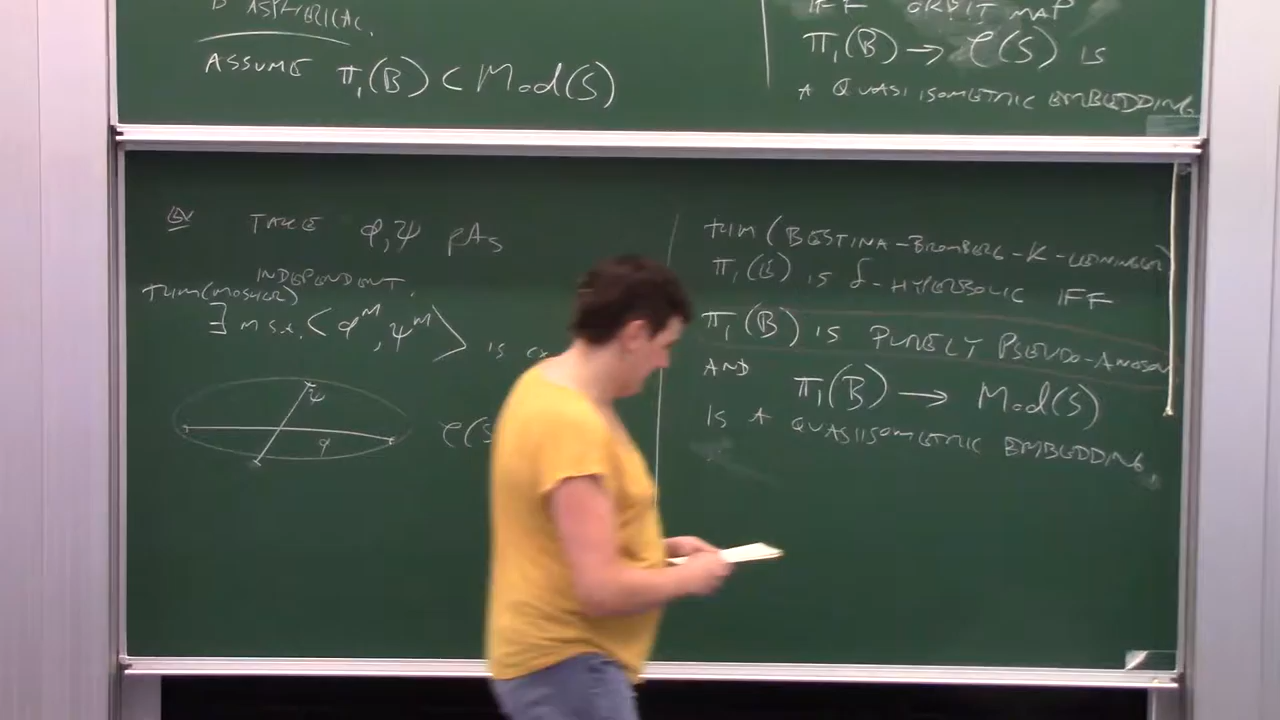 B ASPHERICAL.
ASSUME π₁(B) < Mod(S)
IFF ORBIT MAP
π₁(B) → C(S) IS
A QUASI ISOMETRIC EMBEDDING
EX TAKE φ, ψ pAs
INDEPENDENT.
THM (MOSHER)
∃ m s.t. < φᴹ, ψᴹ > IS
ψ
φ
C(S
THM (BESTINA-BROMBERG-K-LEININGER)
π₁(B) IS δ-HYPERBOLIC IFF
π₁(B) IS PURELY PSEUDO-ANOSOV
AND π₁(B) → Mod(S)
IS A QUASIISOMETRIC EMBEDDING.